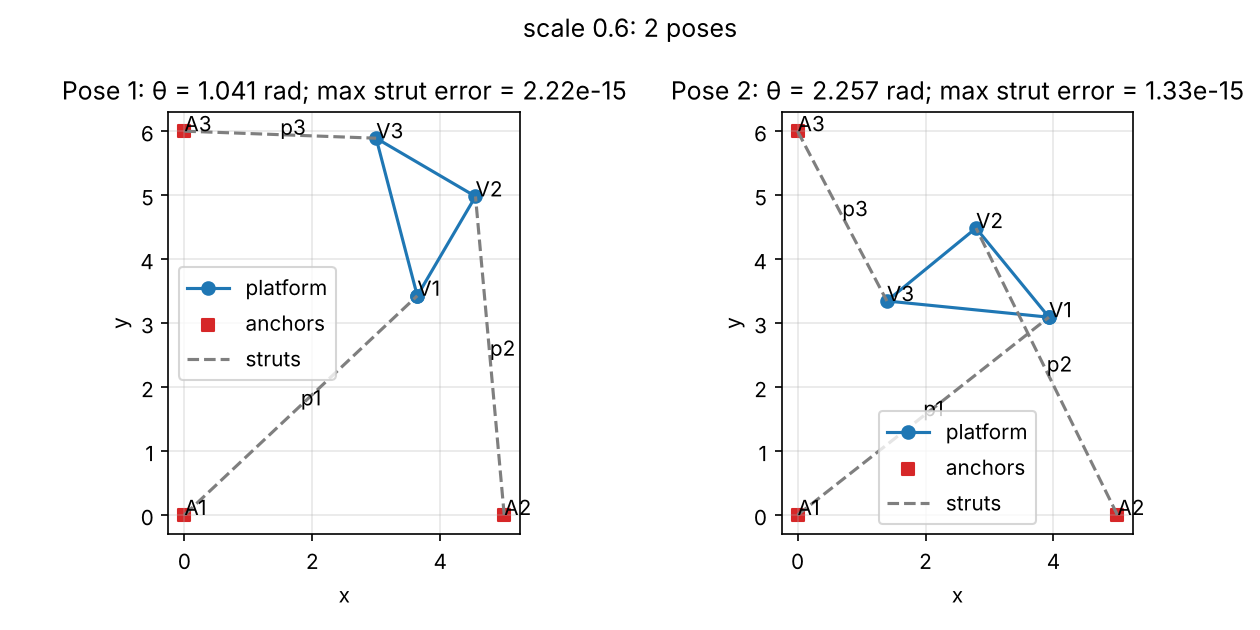 scale 0.6: 2 poses
Pose 1: θ = 1.041 rad; max strut error = 2.22e-15
A3
p3
V3
V2
V1
p2
p1
A1
A2
platform
anchors
struts
6
5
4
3
2
1
0
y
0
2
4
x
Pose 2: θ = 2.257 rad; max strut error = 1.33e-15
A3
p3
V2
V3
V1
p2
p1
A1
A2
platform
anchors
struts
6
5
4
3
2
1
0
y
0
2
4
x